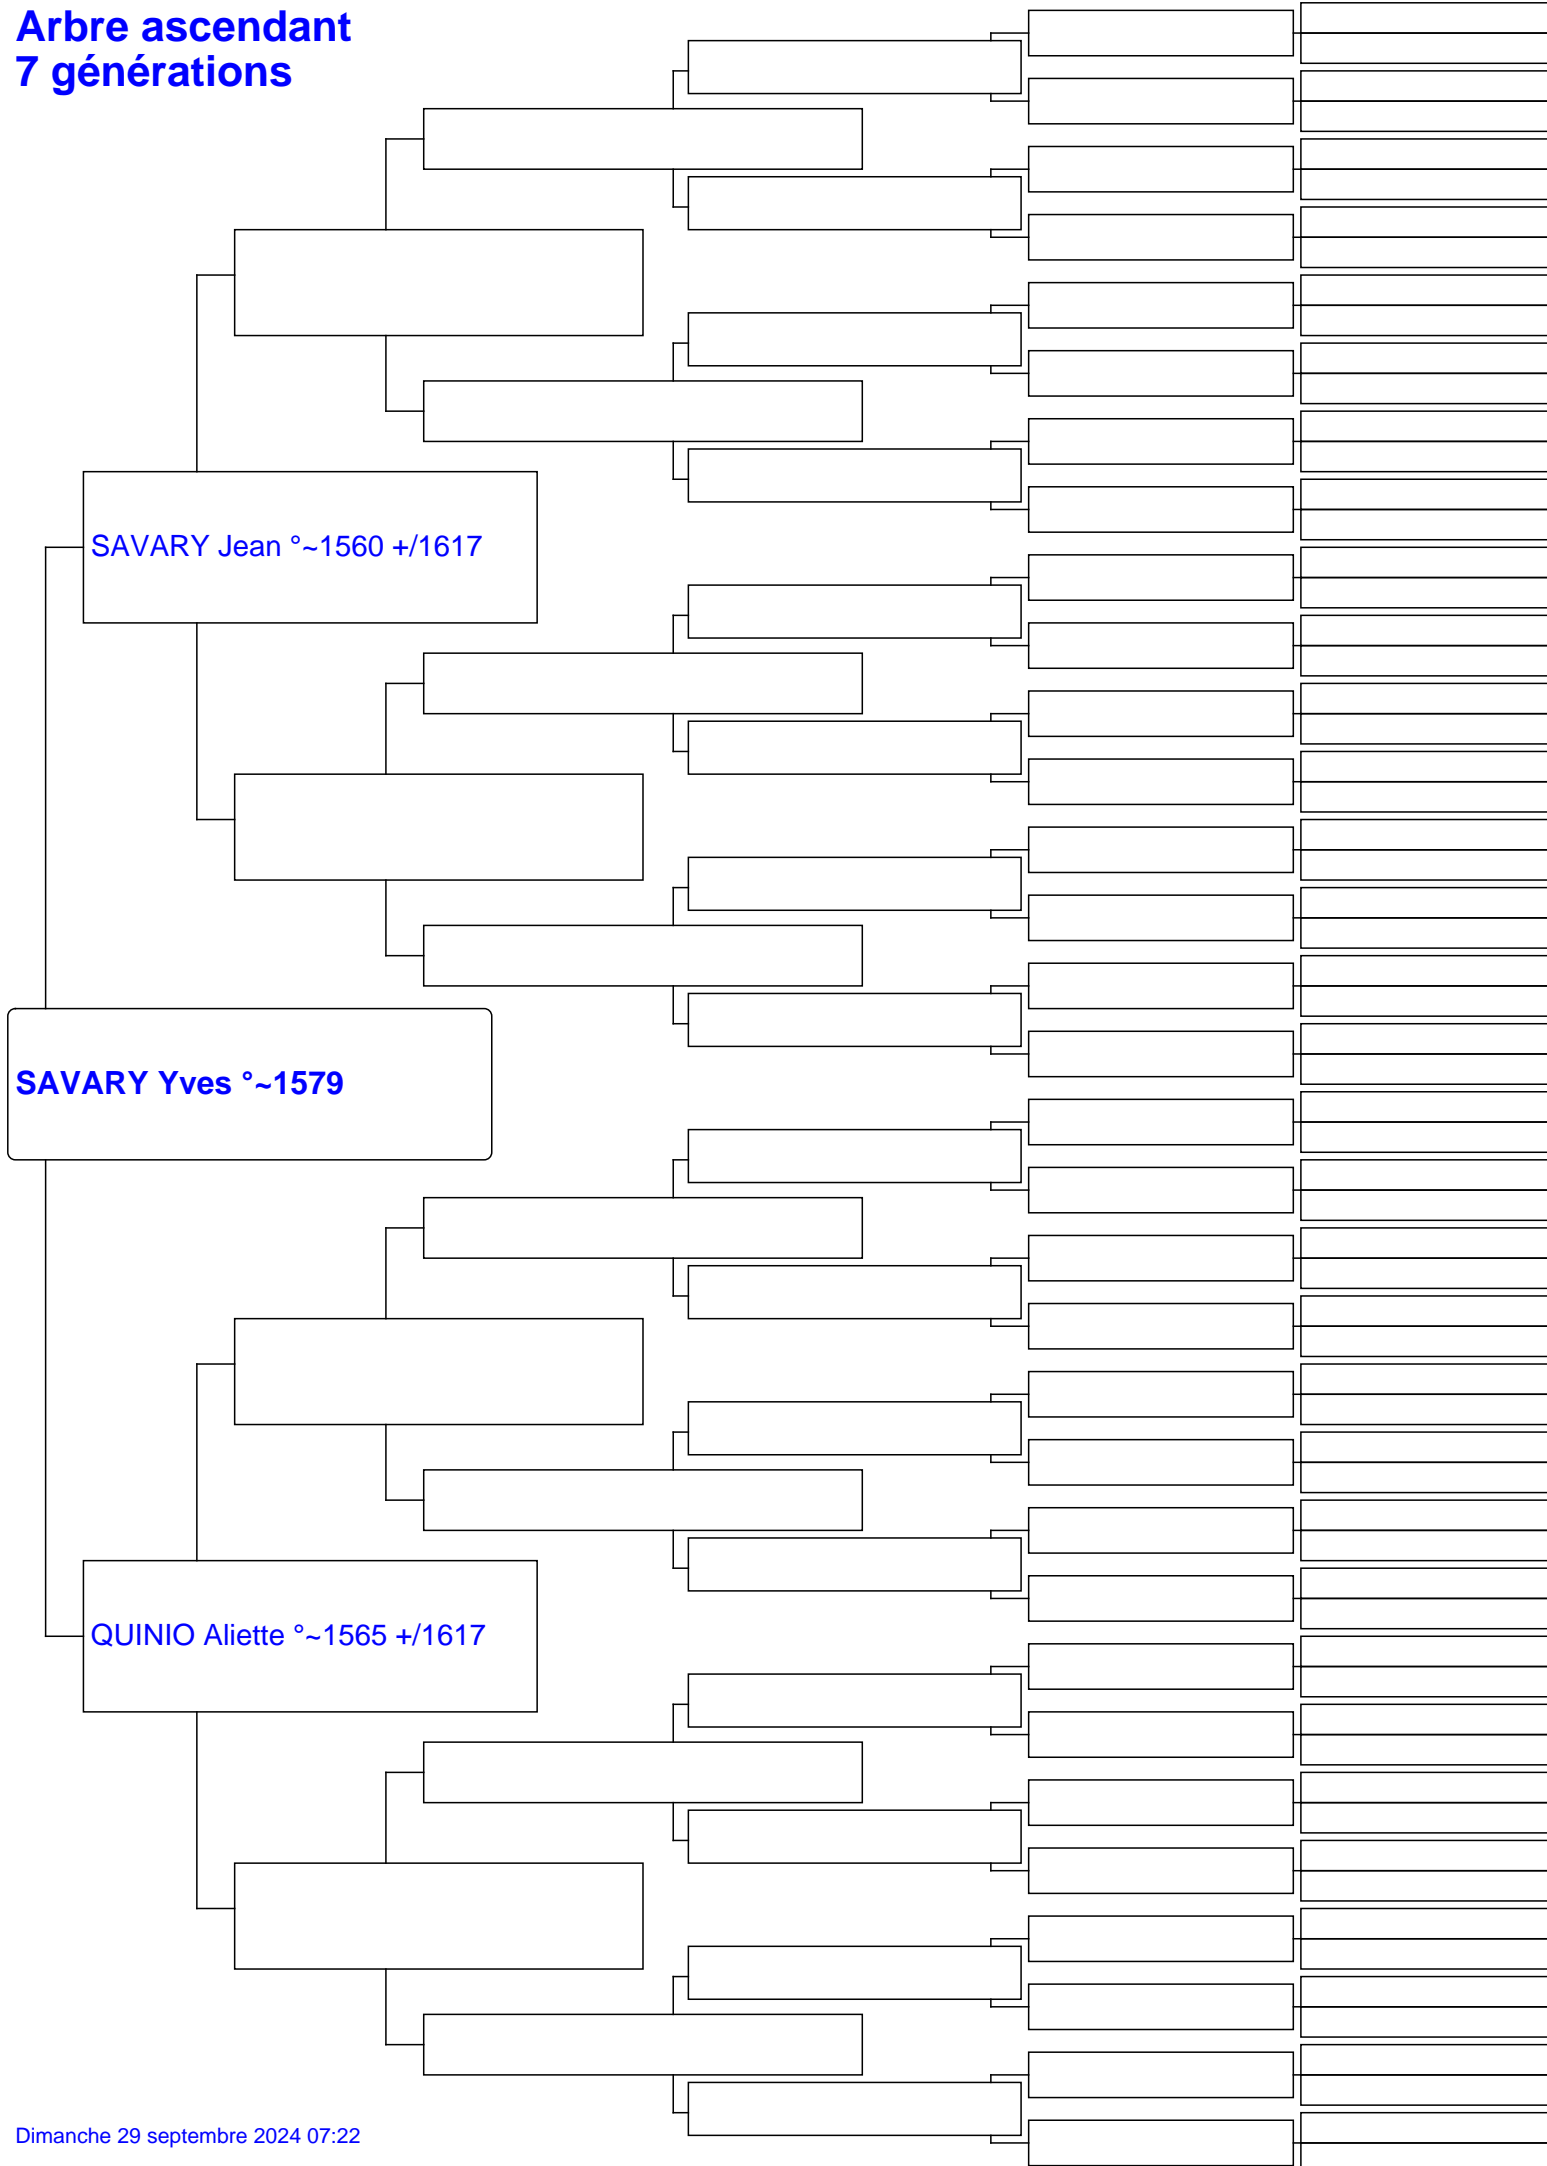 Arbre ascendant
7 générations
SAVARY Jean °~1560 +/1617
SAVARY Yves °~1579
QUINIO Aliette °~1565 +/1617
Dimanche 29 septembre 2024 07:22